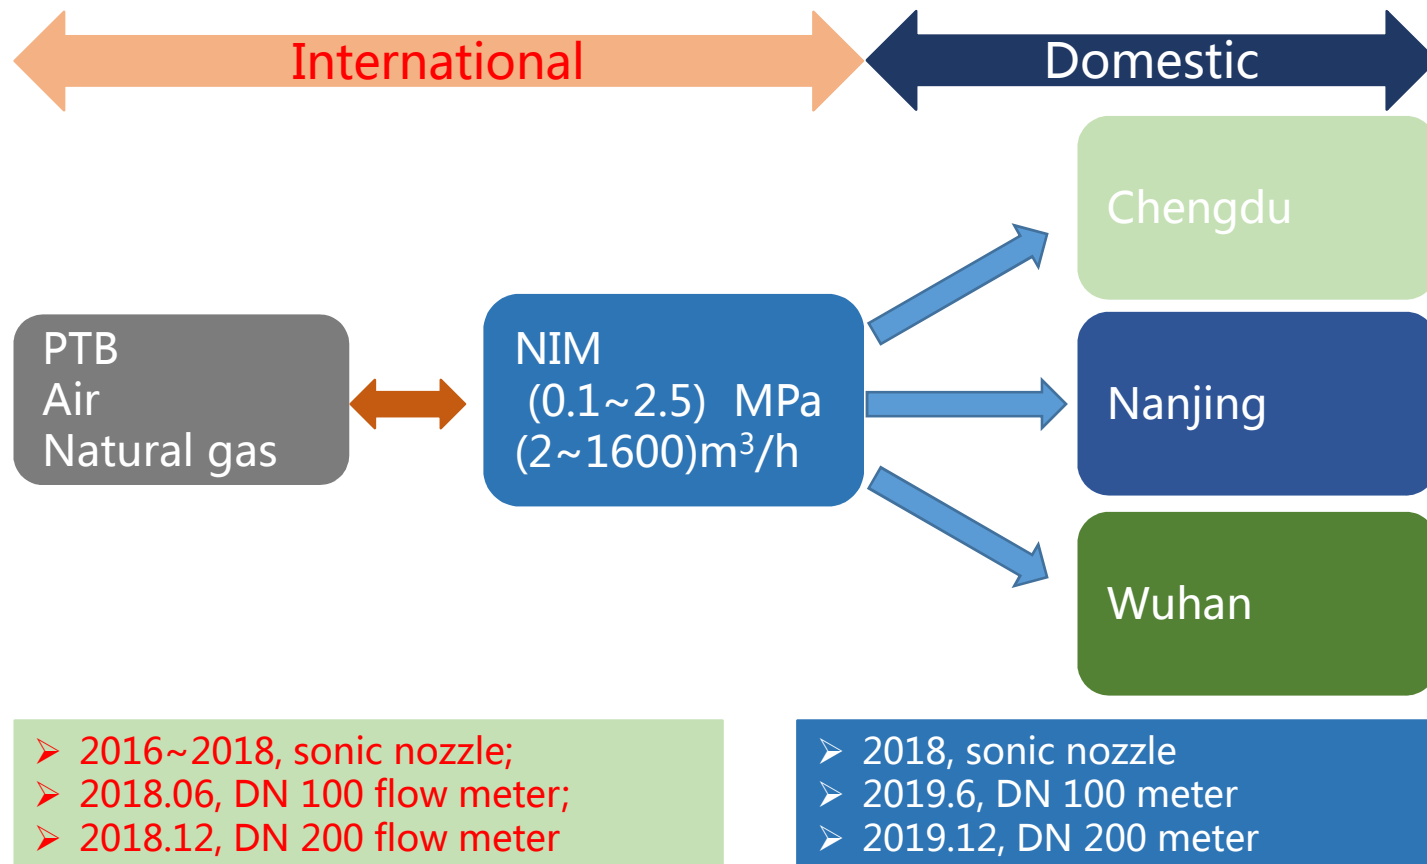 International
Domestic
Chengdu
PTB
Air
Natural gas
NIM
(0.1~2.5) MPa
(2~1600)m³/h
Nanjing
Wuhan
➢ 2016~2018, sonic nozzle;
➢ 2018.06, DN 100 flow meter;
➢ 2018.12, DN 200 flow meter
➢ 2018, sonic nozzle
➢ 2019.6, DN 100 meter
➢ 2019.12, DN 200 meter